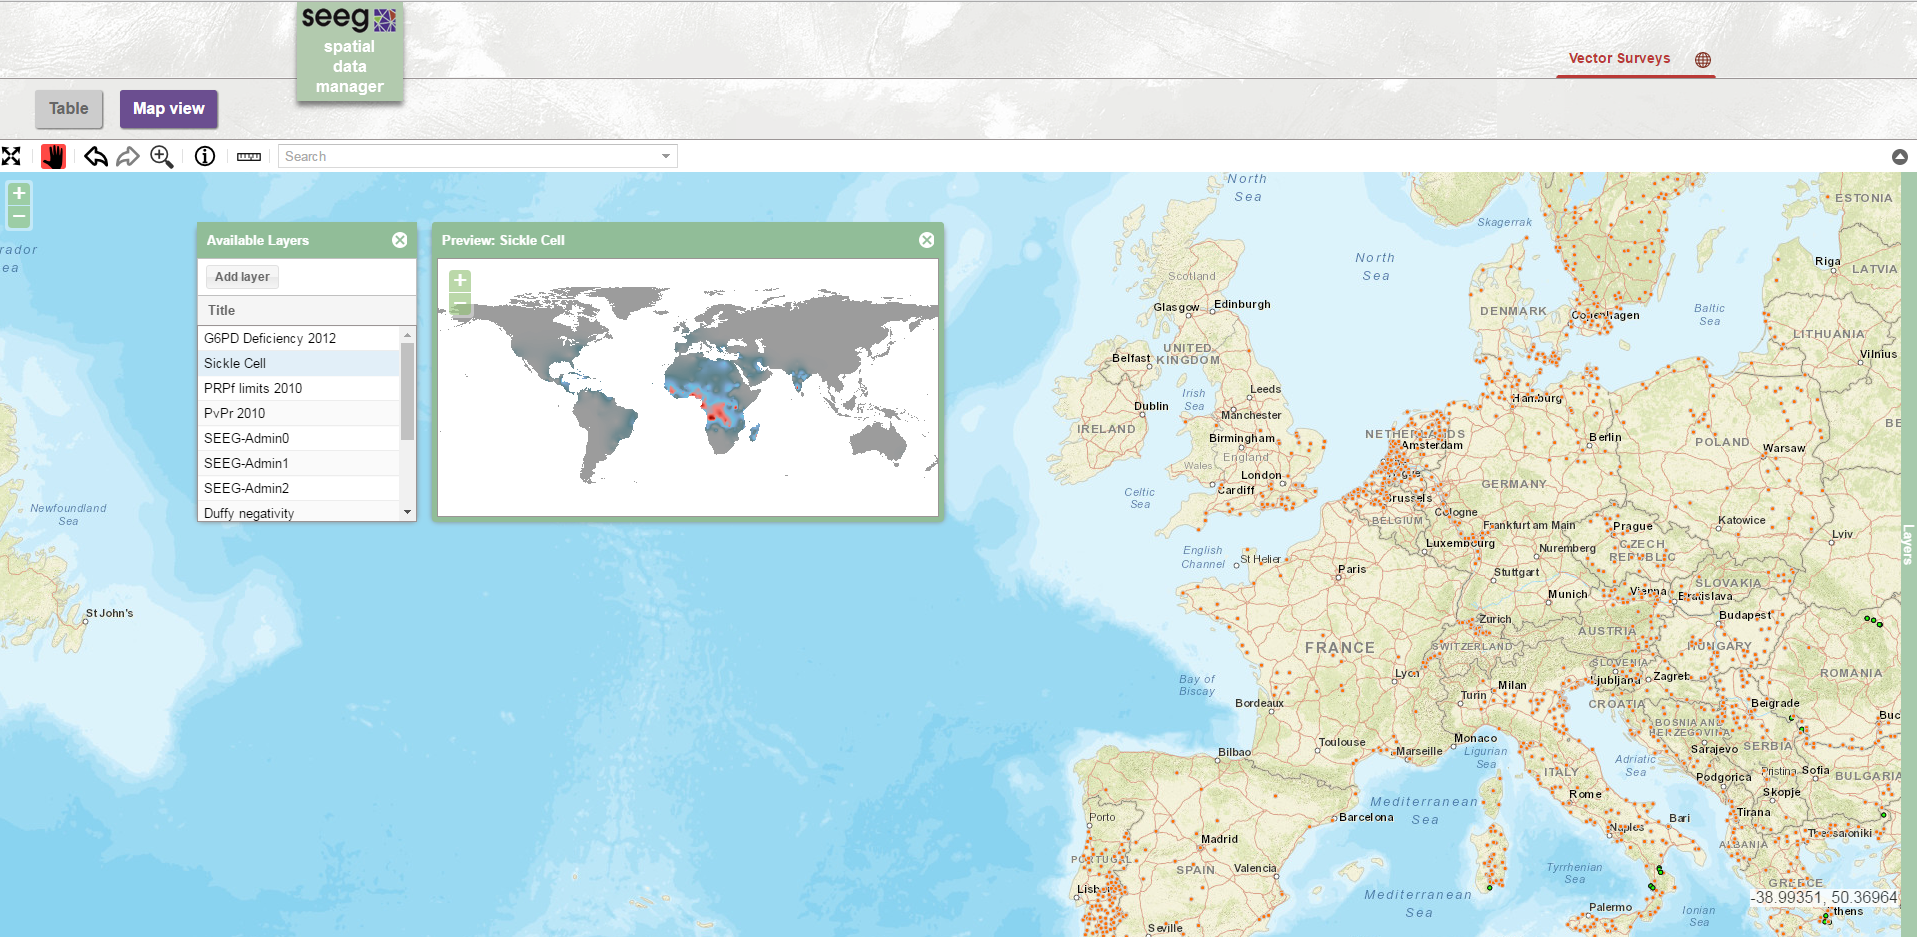 seeg
spatial
data
manager
Vector Surveys
Table
Map view
Search
Available Layers
Add layer
Title
G6PD Deficiency 2012
Sickle Cell
PRPf limits 2010
PvPr 2010
SEEG-Admin0
SEEG-Admin1
SEEG-Admin2
Duffy negativity
Preview: Sickle Cell
rador
ea
Newfoundland
Sea
St John's
North
Sea
Skagerrak
ESTONIA
Riga
LATVIA
North
Sea
Scotland
Glasgow
Edinburgh
DENMARK
Copenhagen
Baltic
Sea
LITHUANIA
Vilnius
UNITED
KINGDOM
Belfast
Irish
Sea
Leeds
Manchester
Dublin
IRELAND
Birmingham
England
Wales
London
Cardiff
Celtic
Sea
Hamburg
NETHERLANDS
Amsterdam
Berlin
POLAND
Warsaw
BE
GERMANY
Brussels
BELGIUM
Cologne
Frankfurt am Main
Prague
Katowice
Lviv
English
Channel
St Helier
Luxembourg
Nuremberg
CZECH
REPUBLIC
Paris
Stuttgart
SLOVAKIA
Munich
Vienna
Bratislava
Budapest
Zurich
AUSTRIA
FRANCE
SWITZERLAND
HUNGARY
SLOVENIA
ROMANIA
Bay of
Biscay
Lyon
Ljubljana
Zagreb
Milan
Turin
Bordeaux
CROATIA
Belgrade
Buc
BOSNIA AND
HERZEGOVINA
Toulouse
Monaco
Marseille
Ligurian
Sea
Bilbao
Sarajevo
SERBIA
Adriatic
Sea
Podgorica
Pristina
Sofia
BULGARIA
ITALY
Rome
Skopje
Tirana
Mediterranean
Sea
Barcelona
Porto
Naples
Bari
Thessaloniki
Madrid
ALBANIA
PORTUGAL
SPAIN
Valencia
Tyrrhenian
Sea
Lisb
Mediterranean
Sea
GREECE
-38.99351, 50.36964
Palermo
Ionian
Sea
thens
Seville
Layers